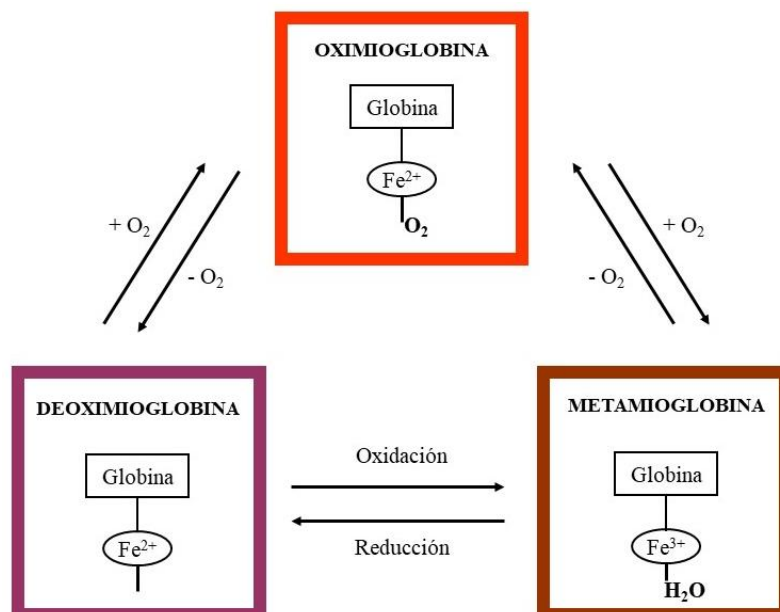 OXIMIOGLOBINA
Globina
Fe²⁺
O₂
+ O₂
- O₂
+ O₂
- O₂
DEOXIMIOGLOBINA
Globina
Fe²⁺
Oxidación
Reducción
METAMIOGLOBINA
Globina
Fe³⁺
H₂O